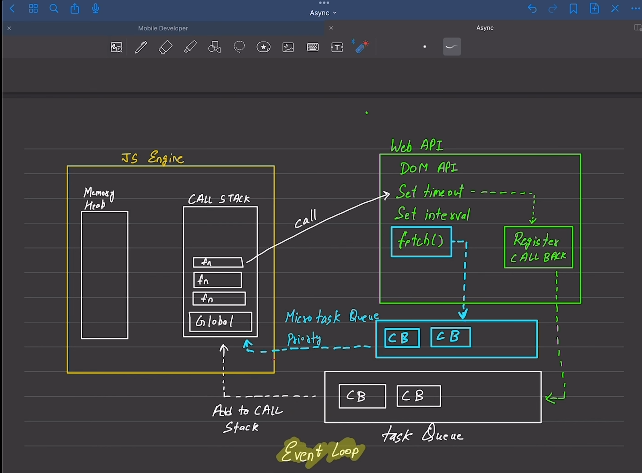 Async
Mobile Developer
Async
JS Engine
Memory
Heap
CALL STACK
fn
fn
fn
Global
call
Web API
DOM API
Set timeout
Set interval
fetch()
Register
CALL BACK
Microtask Queue
Priority
CB
CB
CB
CB
Add to CALL
Stack
task Queue
Event Loop